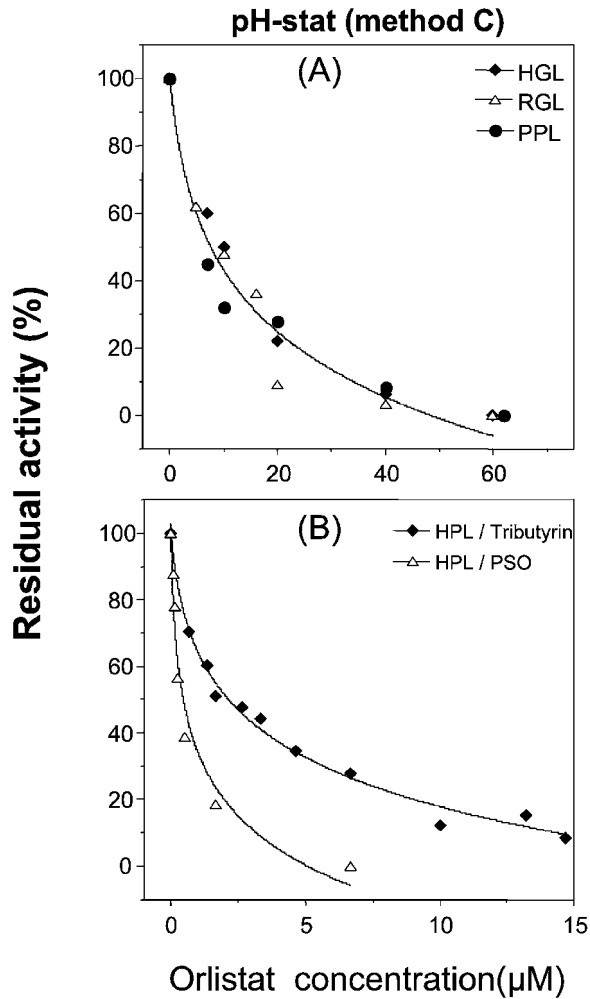 pH-stat (method C)
(A)
HGL
RGL
PPL
100
80
60
40
20
0
0
20
40
60
Residual activity (%)
(B)
HPL / Tributyrin
HPL / PSO
100
80
60
40
20
0
0
5
10
15
Orlistat concentration(µM)